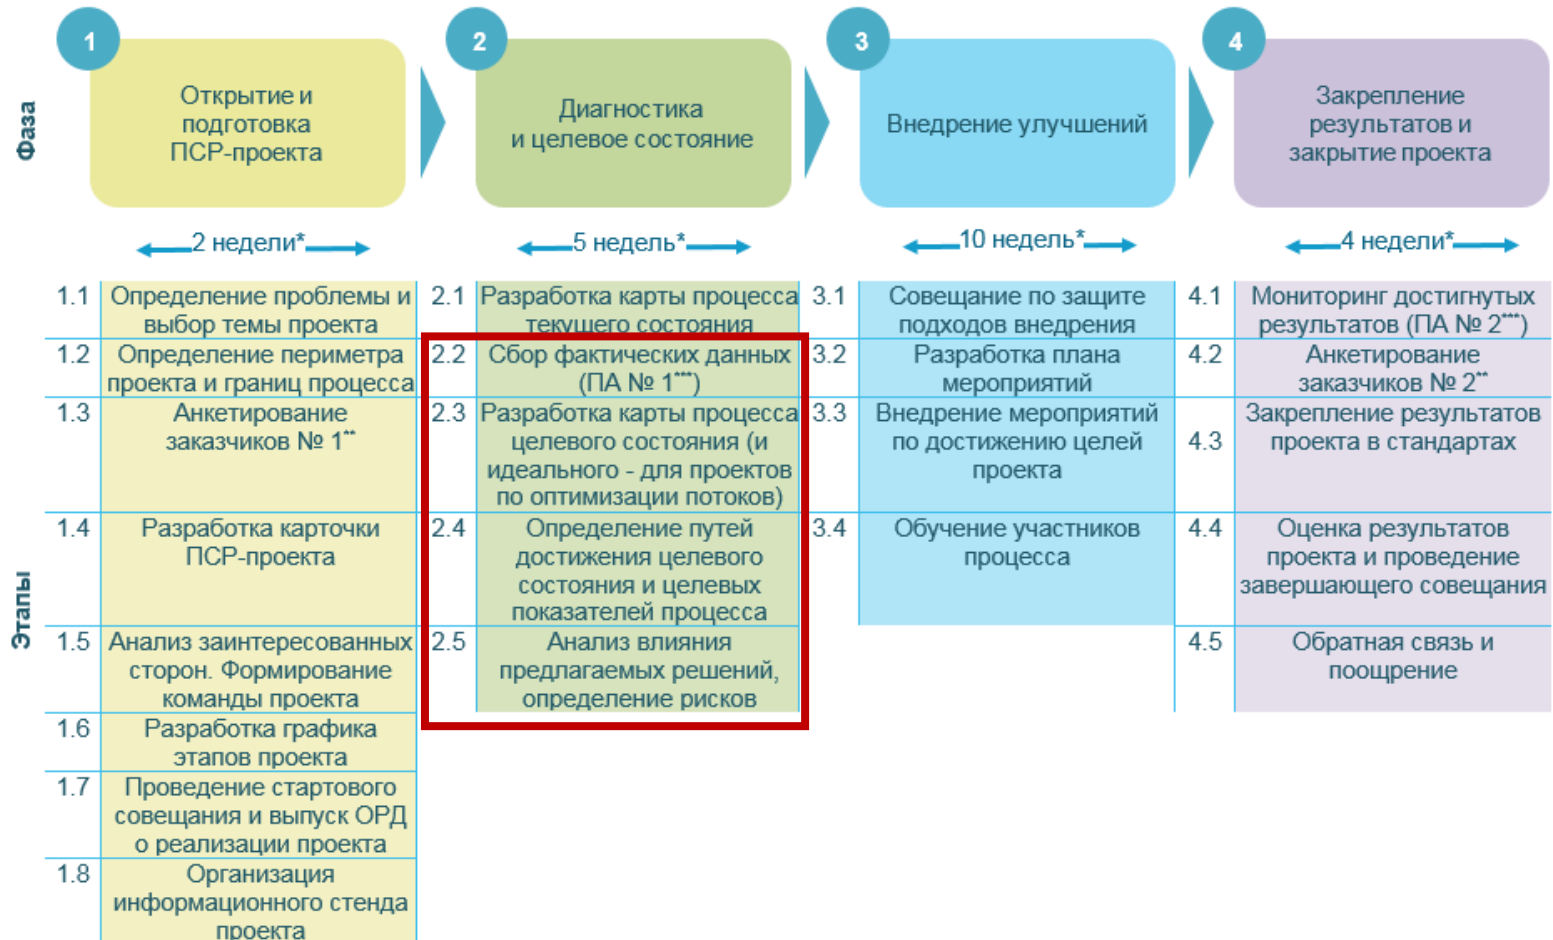 1
2
3
4
Фаза
Открытие и
подготовка
ПСР-проекта
Диагностика
и целевое состояние
Внедрение улучшений
Закрепление
результатов и
закрытие проекта
2 недели*
5 недель*
10 недель*
4 недели*
Этапы
1.1 Определение проблемы и
выбор темы проекта
1.2 Определение периметра
проекта и границ процесса
1.3 Анкетирование
заказчиков № 1**
1.4 Разработка карточки
ПСР-проекта
1.5 Анализ заинтересованных
сторон. Формирование
команды проекта
1.6 Разработка графика
этапов проекта
1.7 Проведение стартового
совещания и выпуск ОРД
о реализации проекта
1.8 Организация
информационного стенда
проекта
2.1 Разработка карты процесса
текущего состояния
2.2 Сбор фактических данных
(ПА № 1***)
2.3 Разработка карты процесса
целевого состояния (и
идеального - для проектов
по оптимизации потоков)
2.4 Определение путей
достижения целевого
состояния и целевых
показателей процесса
2.5 Анализ влияния
предлагаемых решений,
определение рисков
3.1 Совещание по защите
подходов внедрения
3.2 Разработка плана
мероприятий
3.3 Внедрение мероприятий
по достижению целей
проекта
3.4 Обучение участников
процесса
4.1 Мониторинг достигнутых
результатов (ПА № 2***)
4.2 Анкетирование
заказчиков № 2**
4.3 Закрепление результатов
проекта в стандартах
4.4 Оценка результатов
проекта и проведение
завершающего совещания
4.5 Обратная связь и
поощрение